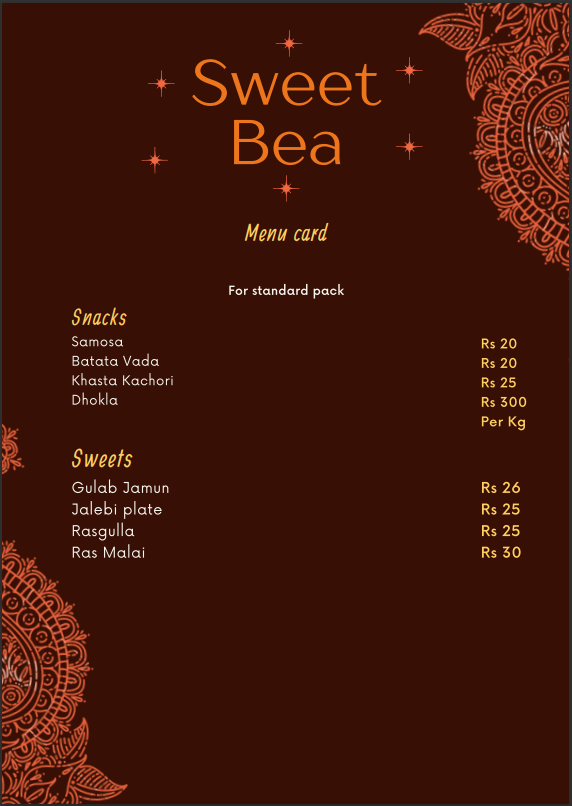 Sweet
Bea
Menu card
For standard pack
Snacks
Samosa Rs 20
Batata Vada Rs 20
Khasta Kachori Rs 25
Dhokla Rs 300
Per Kg
Sweets
Gulab Jamun Rs 26
Jalebi plate Rs 25
Rasgulla Rs 25
Ras Malai Rs 30